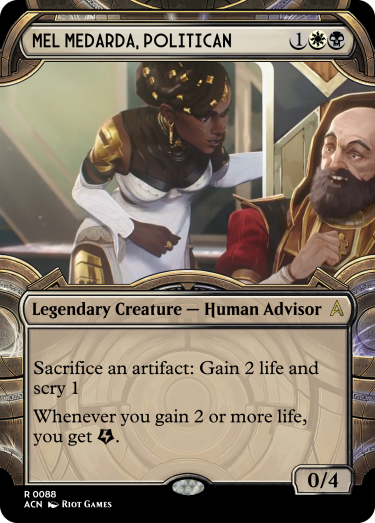 MEL MEDARDA, POLITICAN 1
Legendary Creature — Human Advisor
Sacrifice an artifact: Gain 2 life and
scry 1
Whenever you gain 2 or more life,
you get .
0/4
R 0088
ACN Riot Games